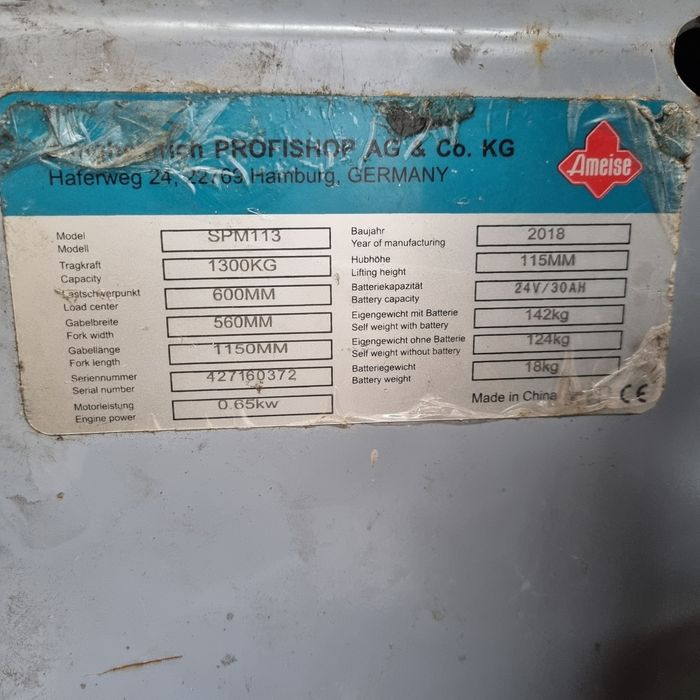 PROFISHOP AG & Co. KG
Haferweg 24, 22769 Hamburg, GERMANY
Ameise
Model
Modell
SPM113
Tragkraft
Capacity
1300KG
Lastschwerpunkt
Load center
600MM
Gabelbreite
Fork width
560MM
Gabellänge
Fork length
1150MM
Seriennummer
Serial number
427160372
Motorleistung
Engine power
0.65kw
Baujahr
Year of manufacturing
2018
Hubhöhe
Lifting height
115MM
Batteriekapazität
Battery capacity
24V/30AH
Eigengewicht mit Batterie
Self weight with battery
142kg
Eigengewicht ohne Batterie
Self weight without battery
124kg
Batteriegewicht
Battery weight
18kg
Made in China
CE